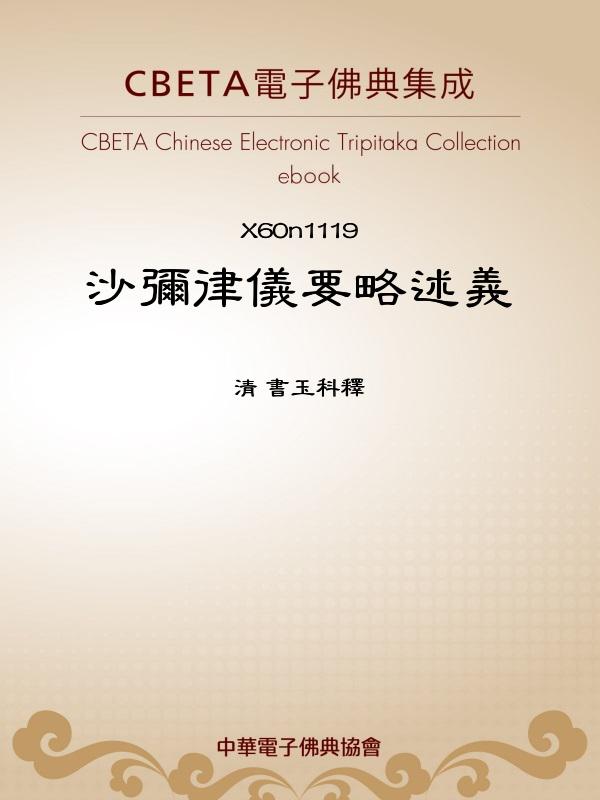 CBETA電子佛典集成
CBETA Chinese Electronic Tripitaka Collection
ebook
X60n1119
沙彌律儀要略述義
清 書玉科釋
中華電子佛典協會